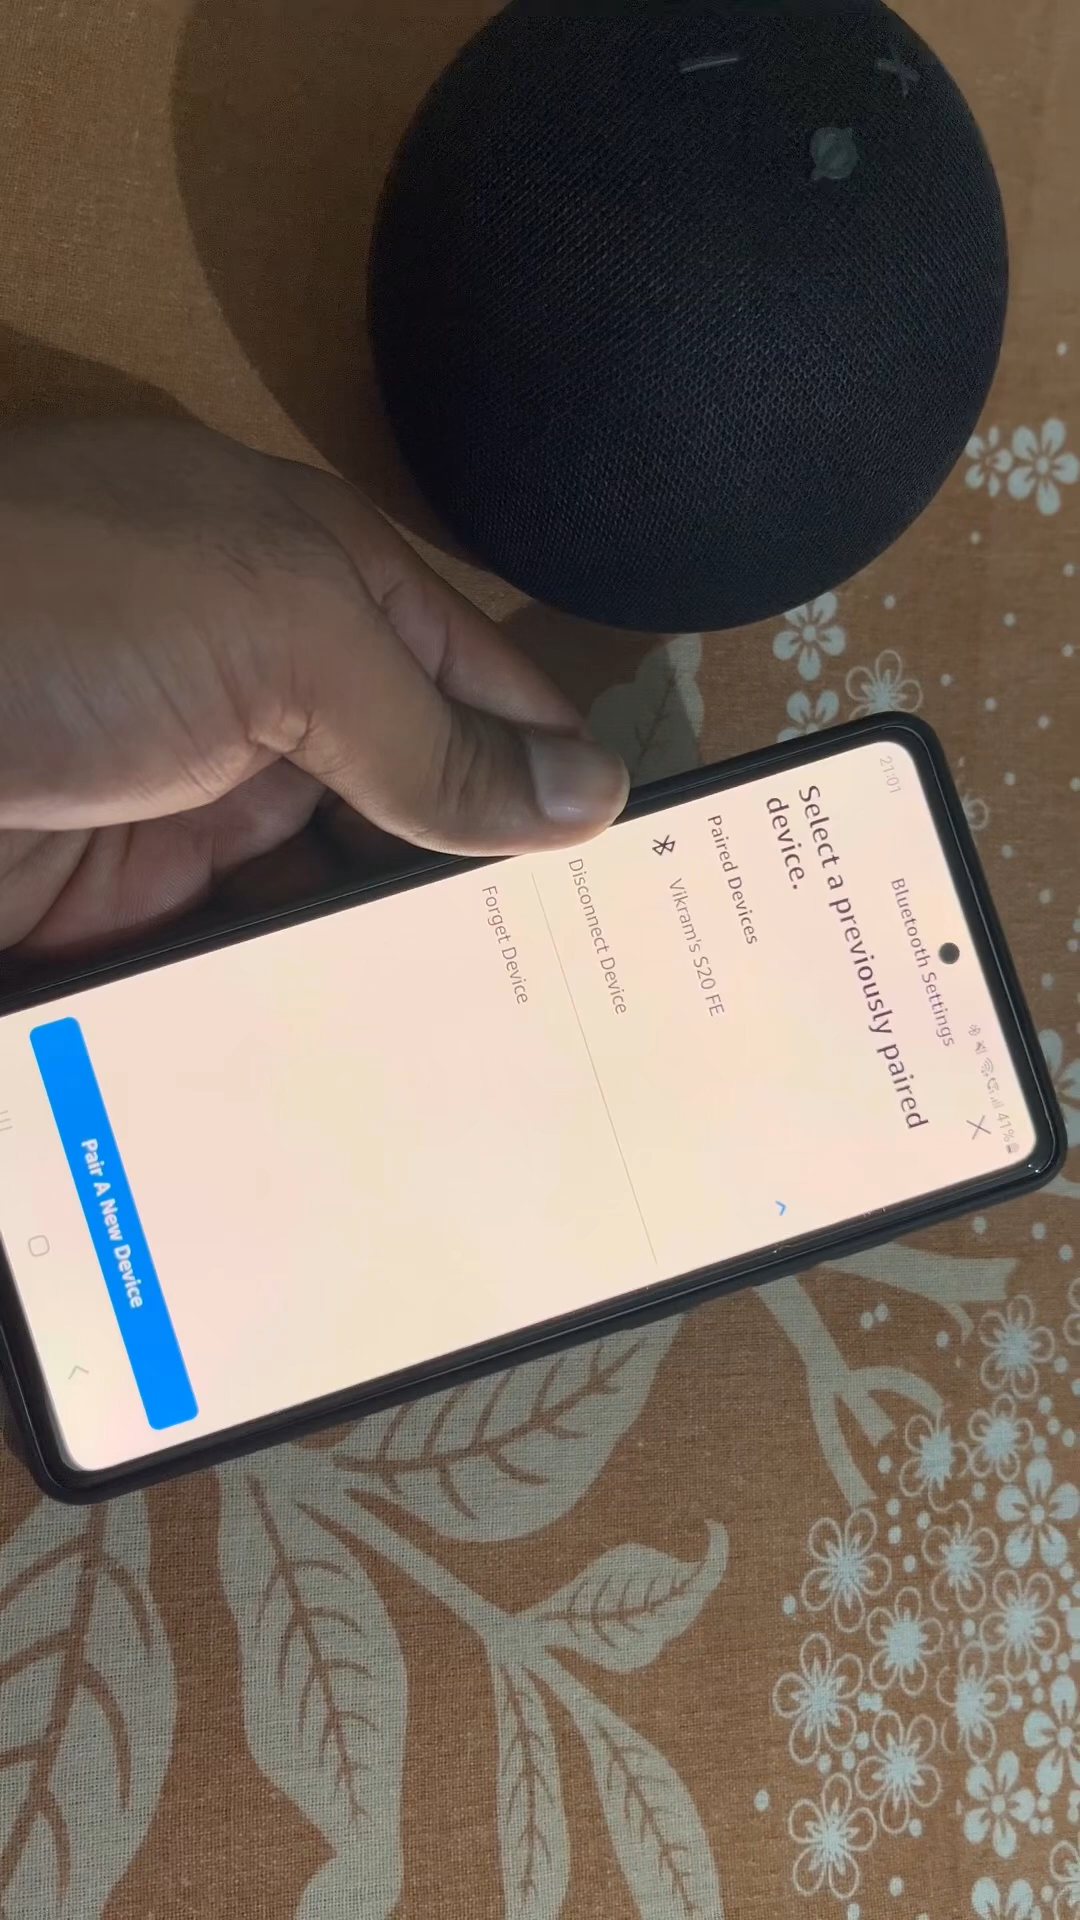 21:01
41%
Bluetooth Settings
Select a previously paired
device.
Paired Devices
Vikram's S20 FE
Disconnect Device
Forget Device
Pair A New Device